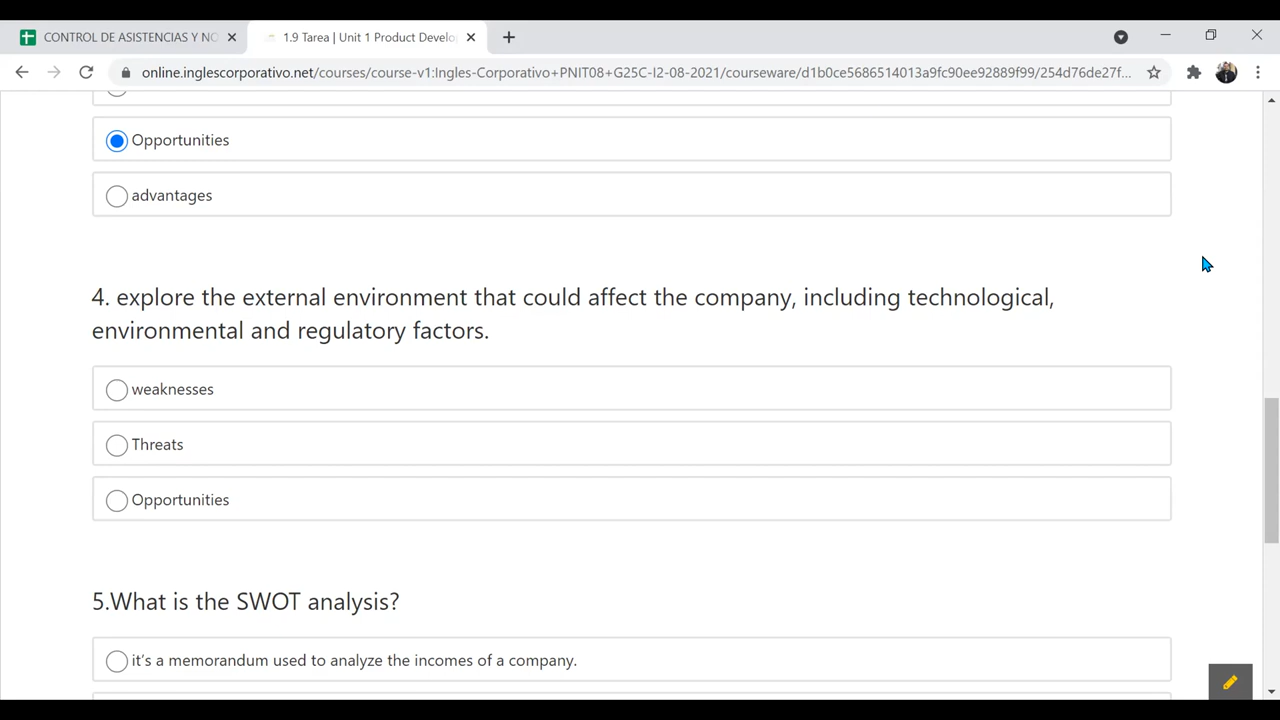 CONTROL DE ASISTENCIAS Y NO
1.9 Tarea | Unit 1 Product Develo
online.inglescorporativo.net/courses/course-v1:Ingles-Corporativo+PNIT08+G25C-I2-08-2021/courseware/d1b0ce5686514013a9fc90ee92889f99/254d76de27f...
Opportunities
advantages
4. explore the external environment that could affect the company, including technological,
environmental and regulatory factors.
weaknesses
Threats
Opportunities
5.What is the SWOT analysis?
it's a memorandum used to analyze the incomes of a company.